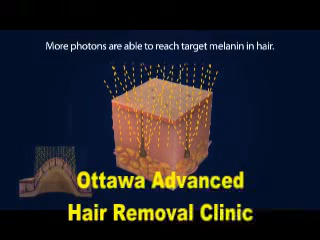 More photons are able to reach target melanin in hair.
Ottawa Advanced
Hair Removal Clinic